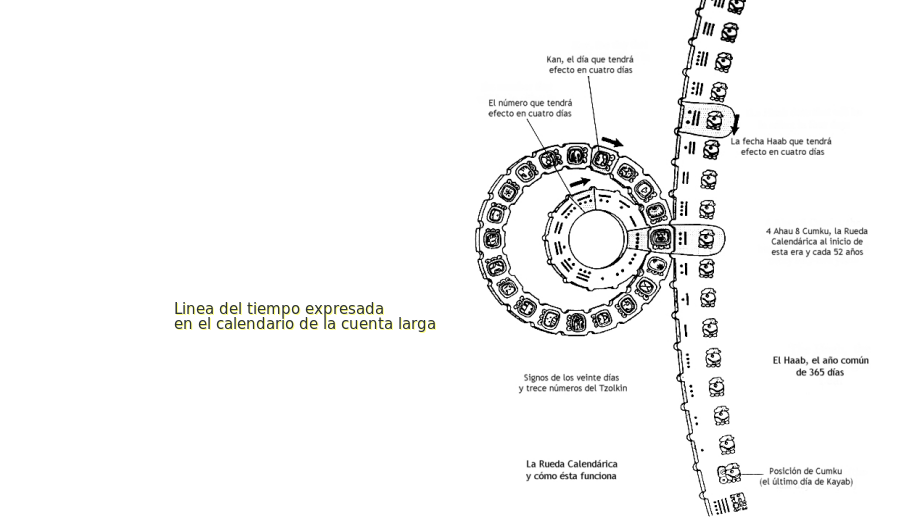 Kan, el día que tendrá
efecto en cuatro días
El número que tendrá
efecto en cuatro días
La fecha Haab que tendrá
efecto en cuatro días
4 Ahau 8 Cumku, la Rueda
Calendárica al inicio de
esta era y cada 52 años
Linea del tiempo expresada
en el calendario de la cuenta larga
El Haab, el año común
de 365 días
Signos de los veinte días
y trece números del Tzolkin
La Rueda Calendárica
y cómo ésta funciona
Posición de Cumku
(el último día de Kayab)